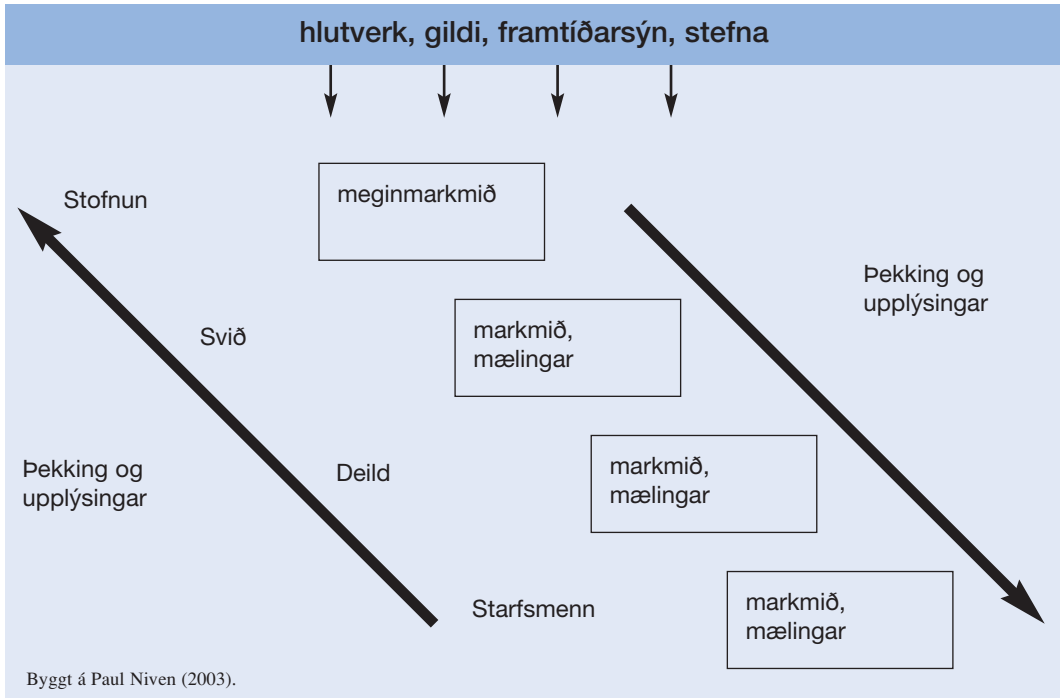 hlutverk, gildi, framtíðarsýn, stefna
Stofnun
meginmarkmið
Þekking og
upplýsingar
Svið
markmið,
mælingar
Þekking og
upplýsingar
Deild
markmið,
mælingar
Starfsmenn
markmið,
mælingar
Byggt á Paul Niven (2003).